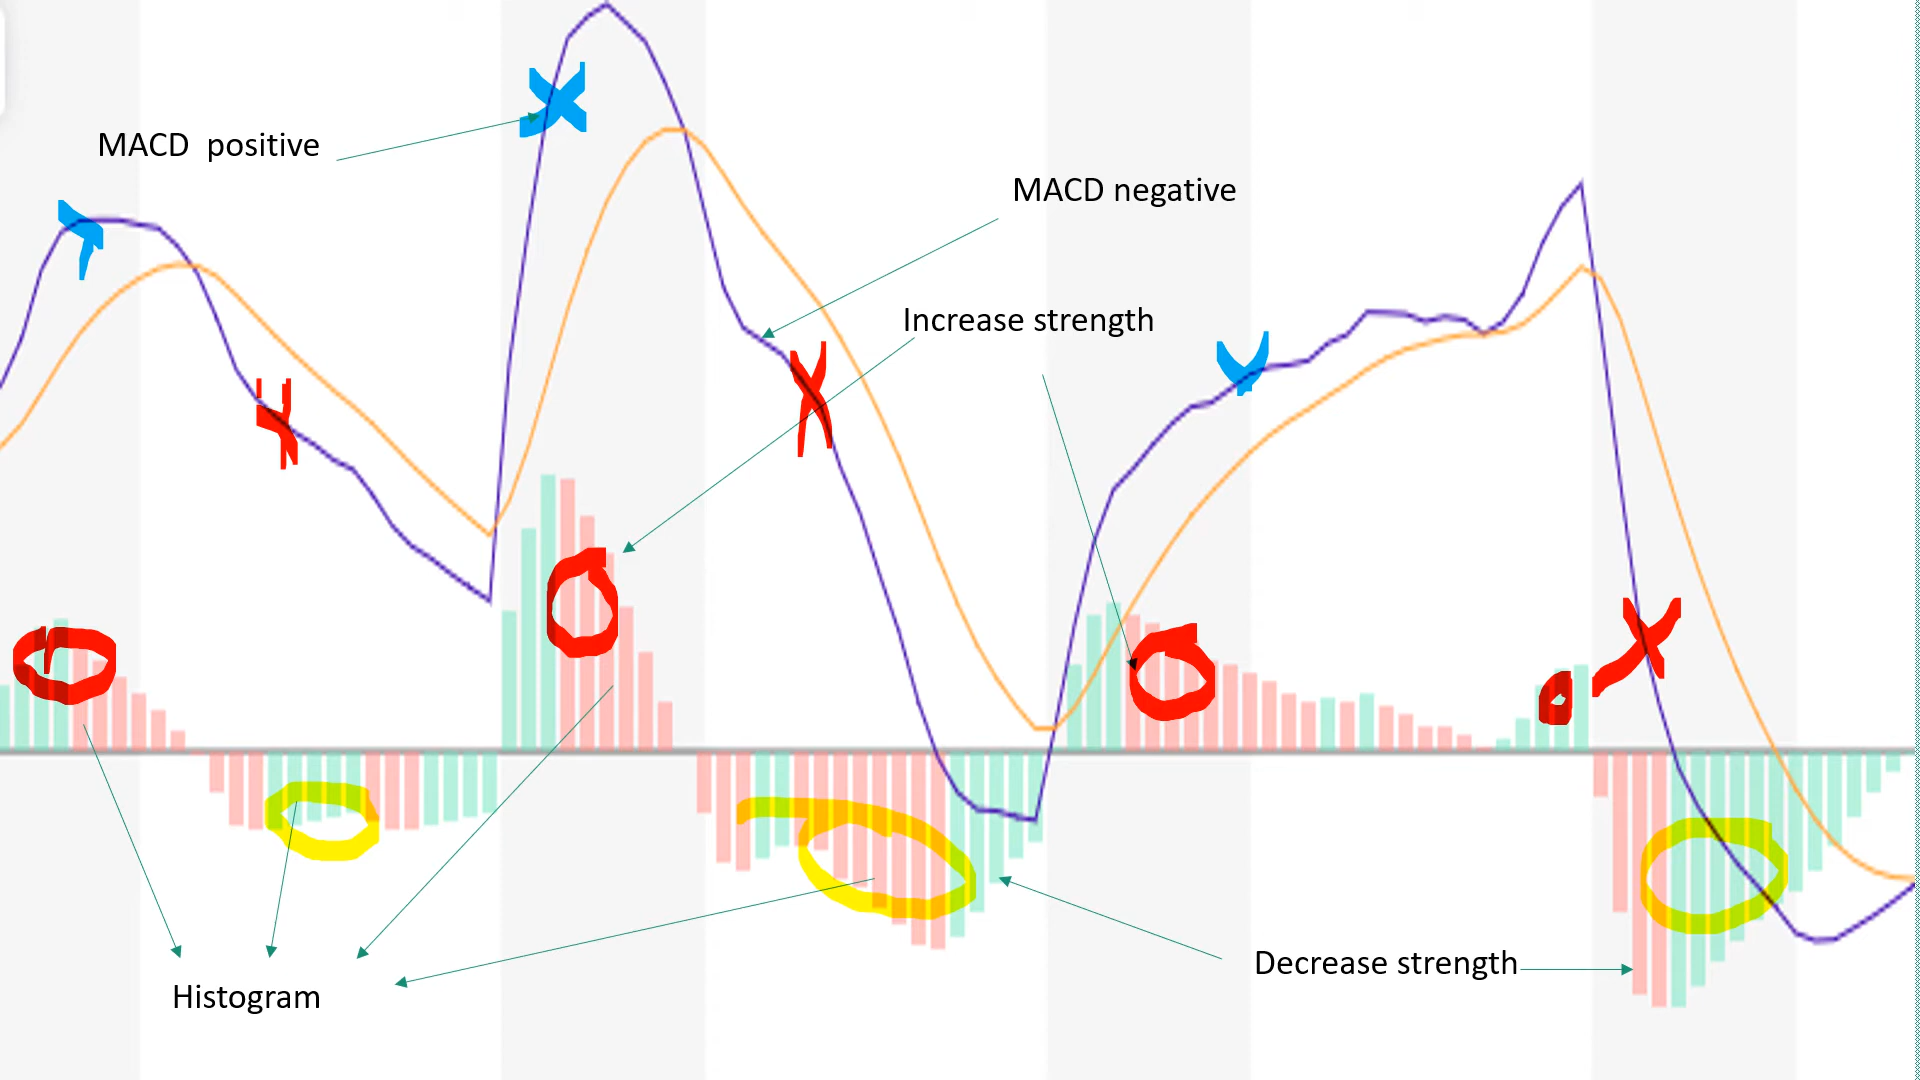 MACD  positive
MACD negative
Increase strength
Decrease strength
Histogram